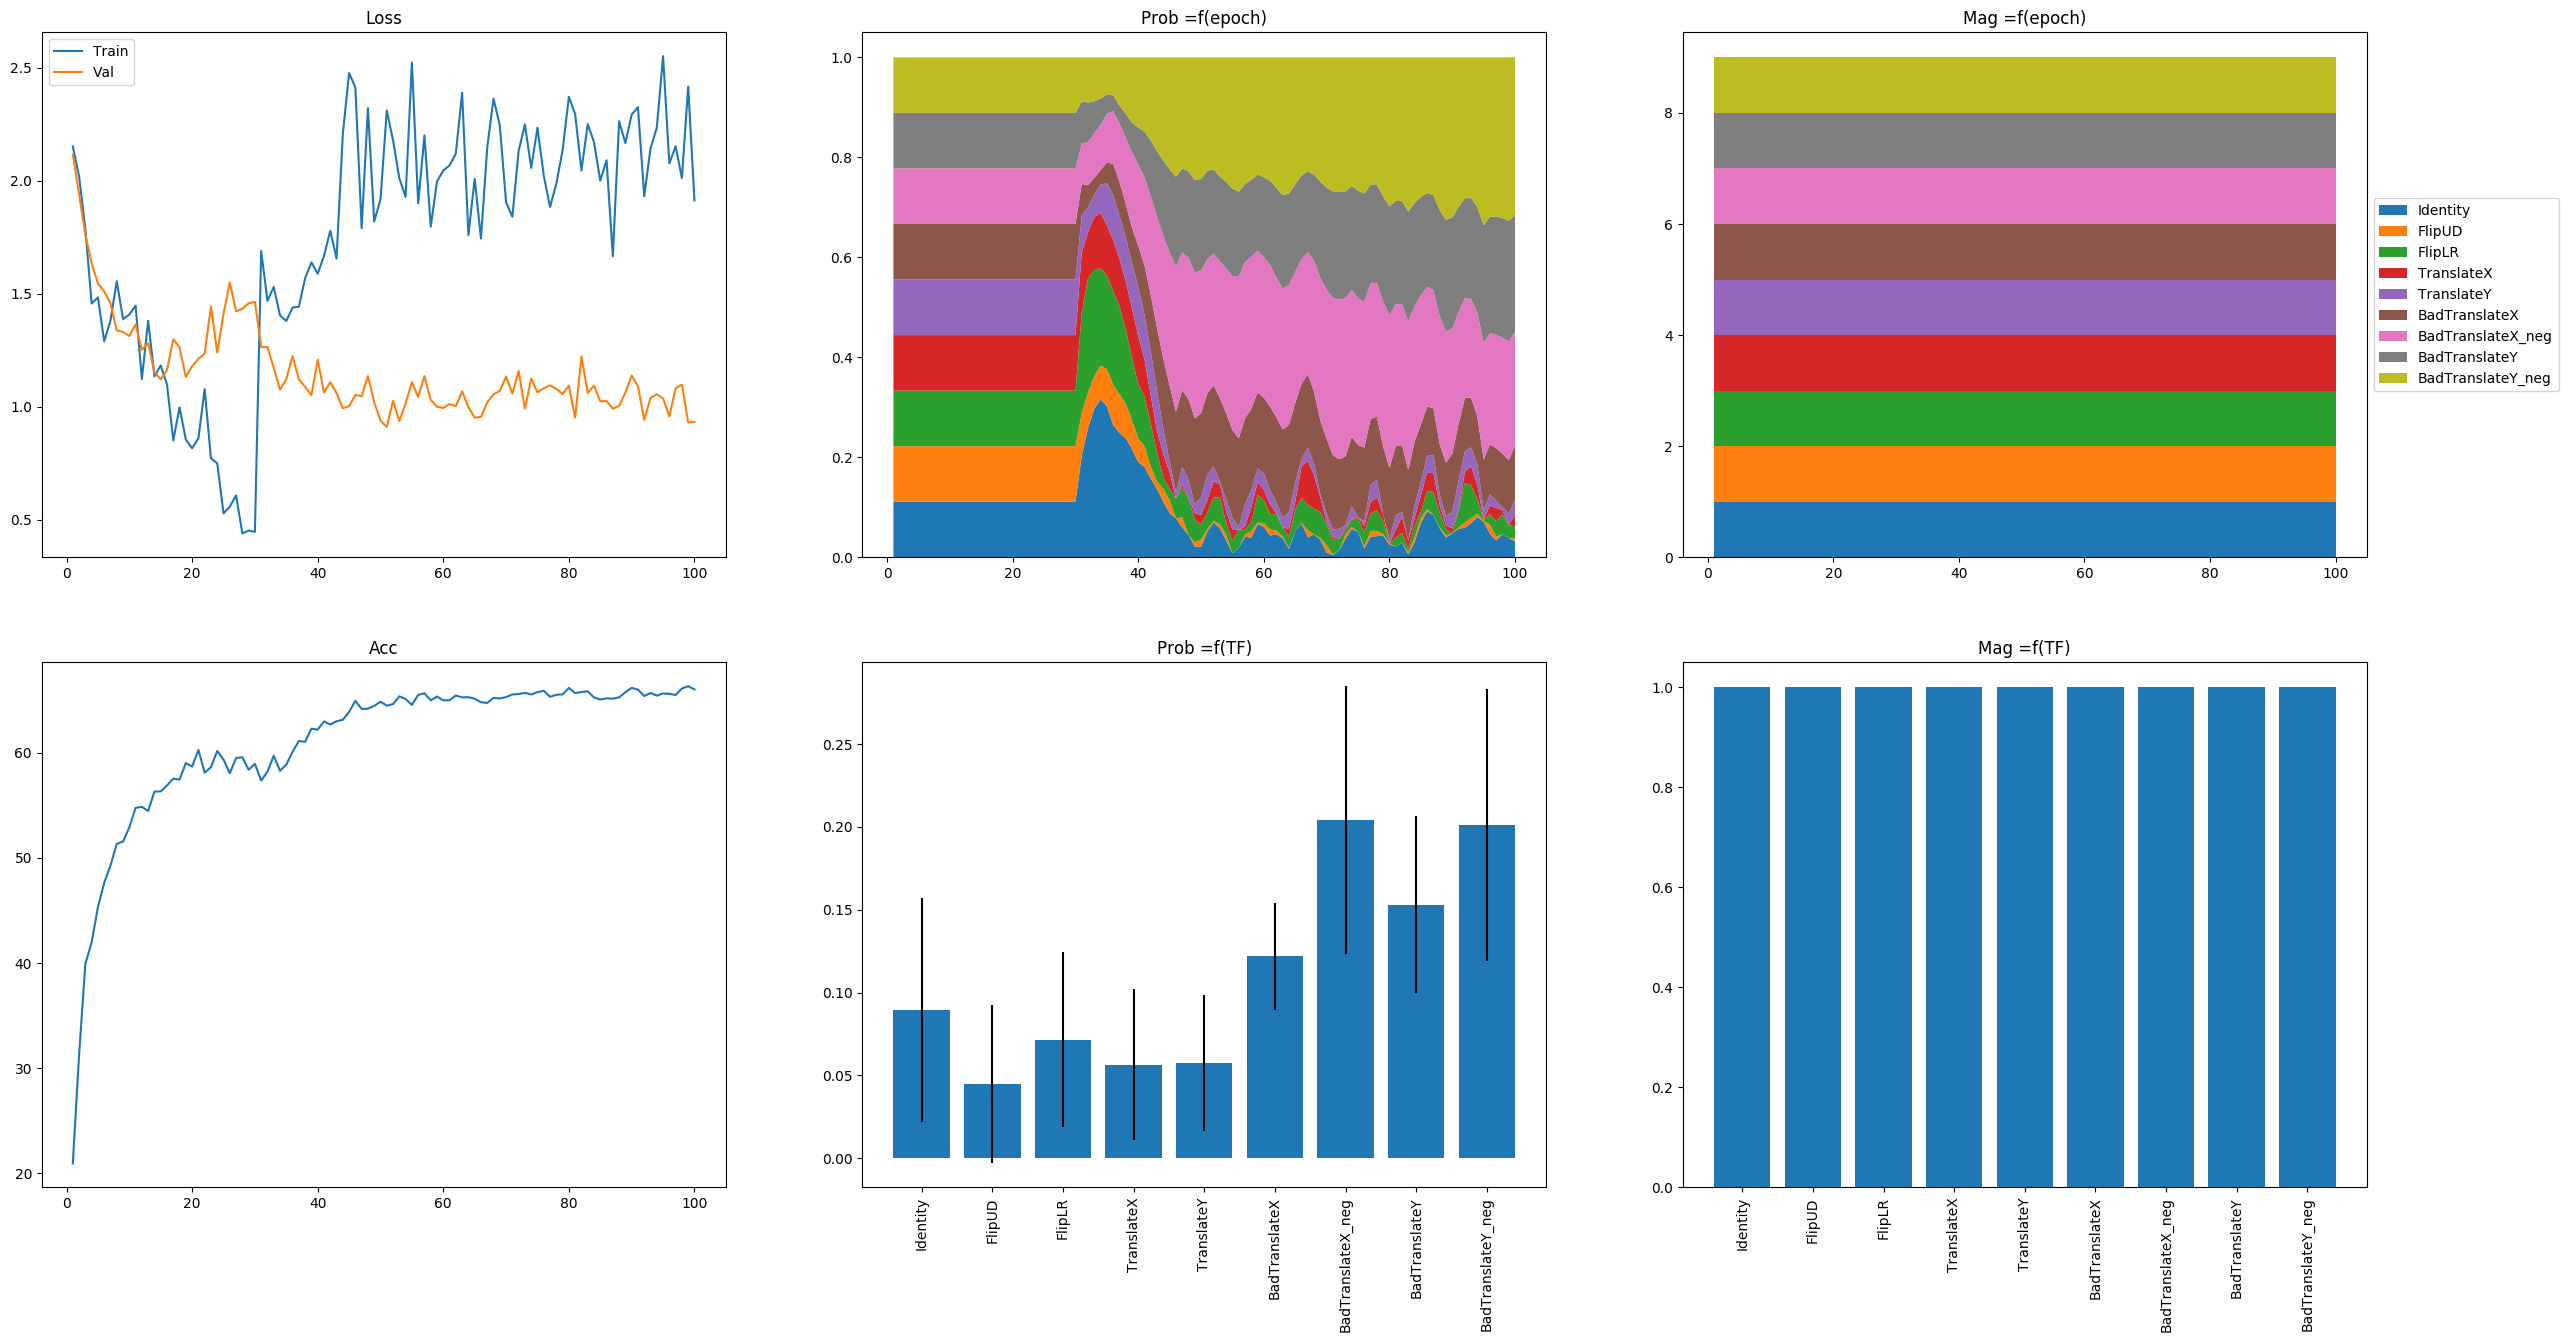 Loss
Train
Val
2.5
2.0
1.5
1.0
0.5
0
20
40
60
80
100
Prob =f(epoch)
1.0
0.8
0.6
0.4
0.2
0.0
0
20
40
60
80
100
Mag =f(epoch)
8
6
4
2
0
0
20
40
60
80
100
Identity
FlipUD
FlipLR
TranslateX
TranslateY
BadTranslateX
BadTranslateX_neg
BadTranslateY
BadTranslateY_neg
Acc
60
50
40
30
20
0
20
40
60
80
100
Prob =f(TF)
0.25
0.20
0.15
0.10
0.05
0.00
Identity
FlipUD
FlipLR
TranslateX
TranslateY
BadTranslateX
BadTranslateX_neg
BadTranslateY
BadTranslateY_neg
Mag =f(TF)
1.0
0.8
0.6
0.4
0.2
0.0
Identity
FlipUD
FlipLR
TranslateX
TranslateY
BadTranslateX
BadTranslateX_neg
BadTranslateY
BadTranslateY_neg